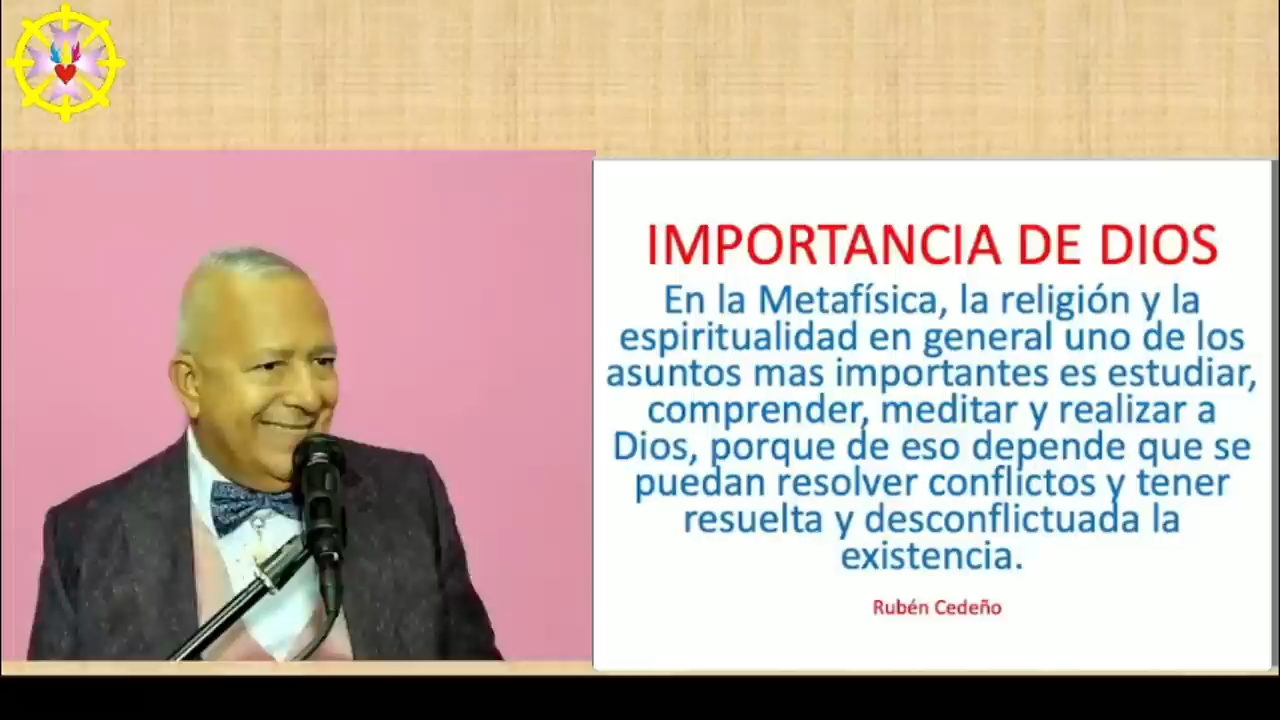 IMPORTANCIA DE DIOS
En la Metafísica, la religión y la
espiritualidad en general uno de los
asuntos mas importantes es estudiar,
comprender, meditar y realizar a
Dios, porque de eso depende que se
puedan resolver conflictos y tener
resuelta y desconflictuada la
existencia.
Rubén Cedeño